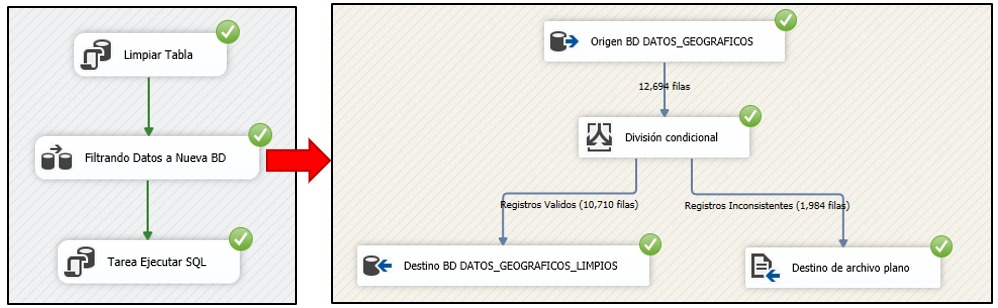 Limpiar Tabla
Filtrando Datos a Nueva BD
Tarea Ejecutar SQL
Origen BD DATOS_GEOGRAFICOS
12,694 filas
División condicional
Registros Validos (10,710 filas)
Registros Inconsistentes (1,984 filas)
Destino BD DATOS_GEOGRAFICOS_LIMPIOS
Destino de archivo plano